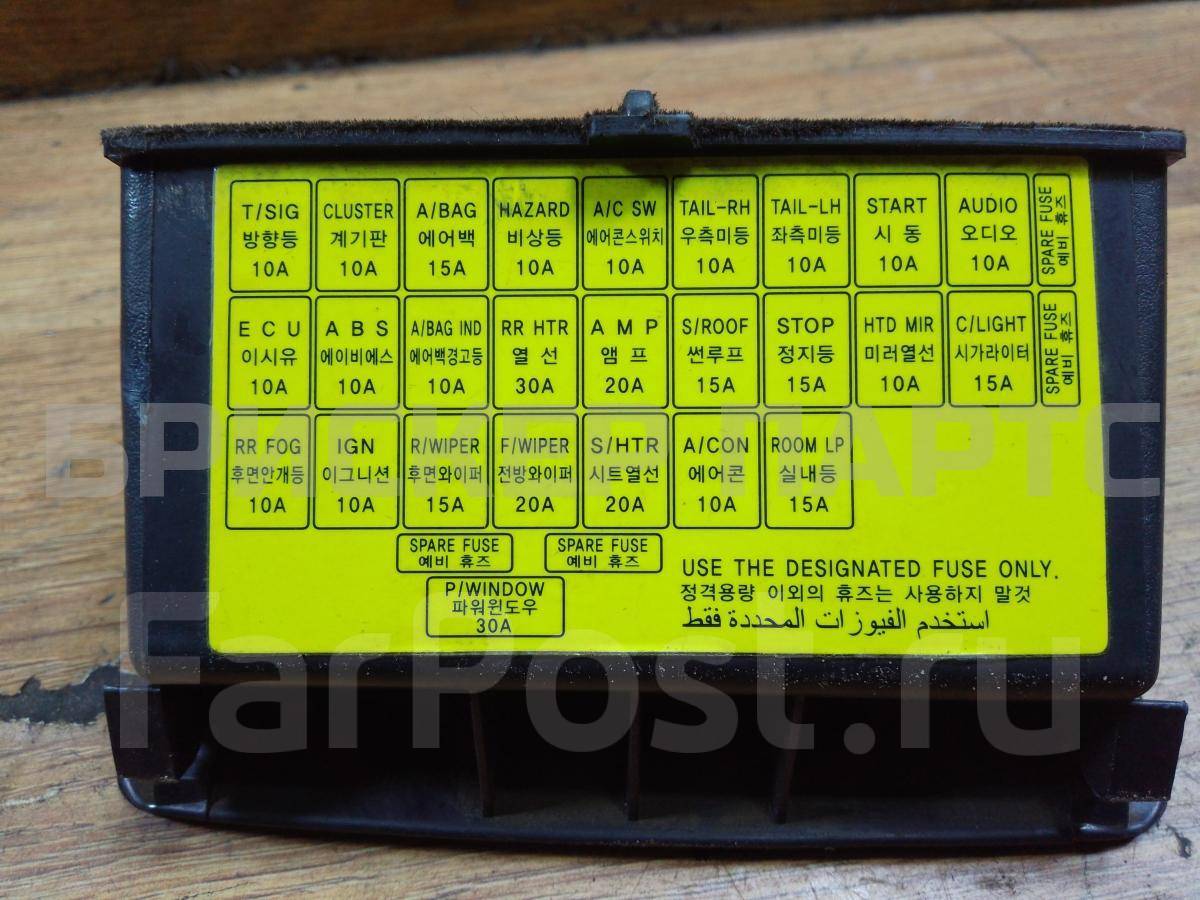 T/SIG
방향등
10A
CLUSTER
계기판
10A
A/BAG
에어백
15A
HAZARD
비상등
10A
A/C SW
에어컨스위치
10A
TAIL-RH
우측미등
10A
TAIL-LH
좌측미등
10A
START
시 동
10A
AUDIO
오디오
10A
SPARE FUSE
예비 휴즈
E C U
이시유
10A
A B S
에이비에스
10A
A/BAG IND
에어백경고등
10A
RR HTR
열 선
30A
A M P
앰 프
20A
S/ROOF
썬루프
15A
STOP
정지등
15A
HTD MIR
미러열선
10A
C/LIGHT
시가라이터
15A
SPARE FUSE
예비 휴즈
RR FOG
후면안개등
10A
IGN
이그니션
10A
R/WIPER
후면와이퍼
15A
F/WIPER
전방와이퍼
20A
S/HTR
시트열선
20A
A/CON
에어컨
10A
ROOM LP
실내등
15A
SPARE FUSE
예비 휴즈
SPARE FUSE
예비 휴즈
P/WINDOW
파워윈도우
30A
USE THE DESIGNATED FUSE ONLY.
정격용량 이외의 휴즈는 사용하지 말것
استخدم الفيوزات المحددة فقط
БРИСКЕР ПАРТС
FarPost.ru